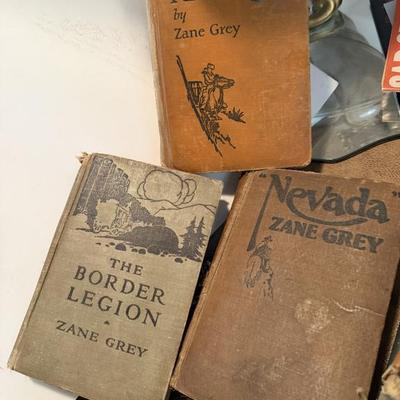 by
Zane Grey
THE
BORDER
LEGION
ZANE GREY
"Nevada"
ZANE GREY